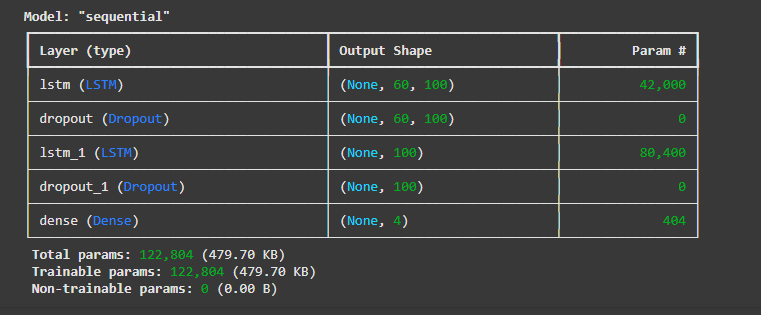 Model: "sequential"
Layer (type) Output Shape Param #
lstm (LSTM) (None, 60, 100) 42,000
dropout (Dropout) (None, 60, 100) 0
lstm_1 (LSTM) (None, 100) 80,400
dropout_1 (Dropout) (None, 100) 0
dense (Dense) (None, 4) 404
Total params: 122,804 (479.70 KB)
Trainable params: 122,804 (479.70 KB)
Non-trainable params: 0 (0.00 B)